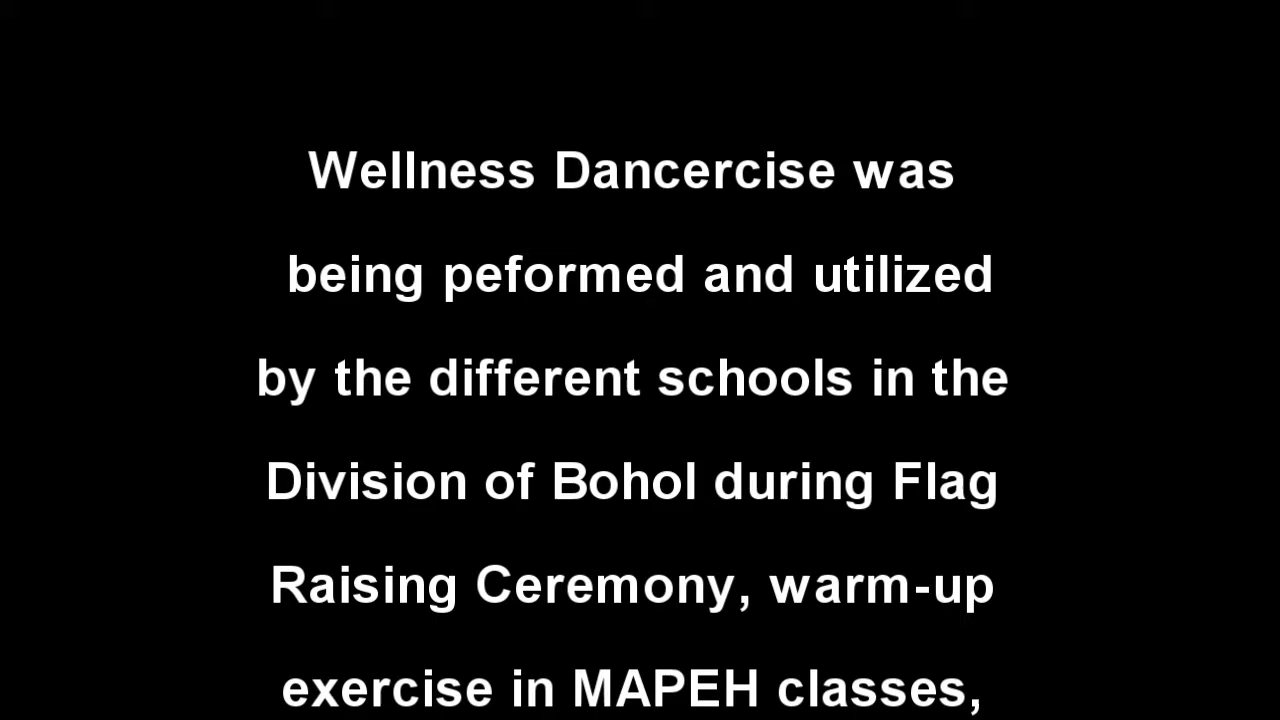 Wellness Dancercise was
being peformed and utilized
by the different schools in the
Division of Bohol during Flag
Raising Ceremony, warm-up
exercise in MAPEH classes,